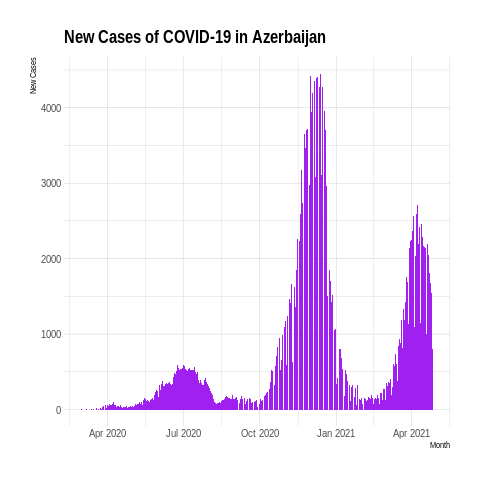 New Cases of COVID-19 in Azerbaijan
New Cases
4000
3000
2000
1000
0
Apr 2020 Jul 2020 Oct 2020 Jan 2021 Apr 2021
Month